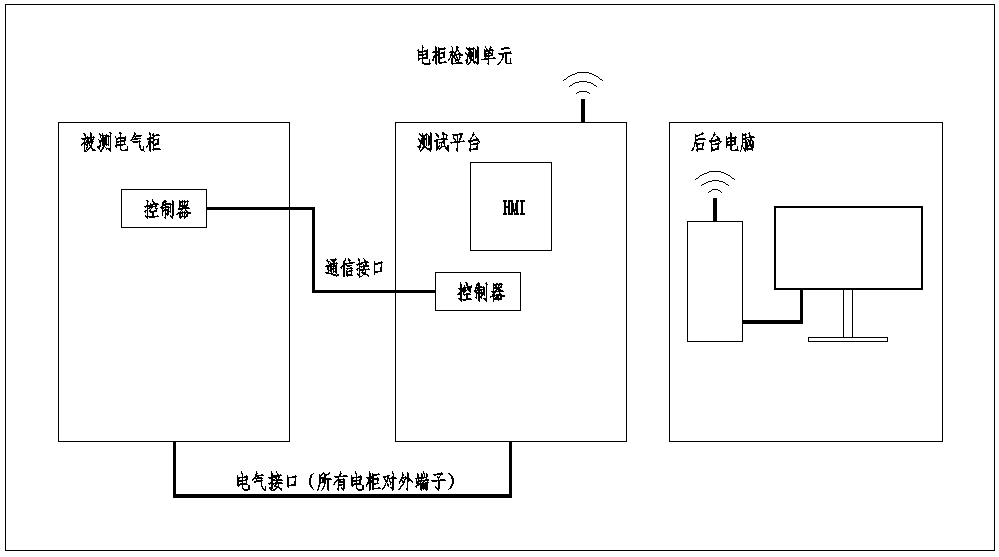 电柜检测单元
被测电气柜
测试平台
后台电脑
控制器
HMI
通信接口
控制器
电气接口（所有电柜对外端子）